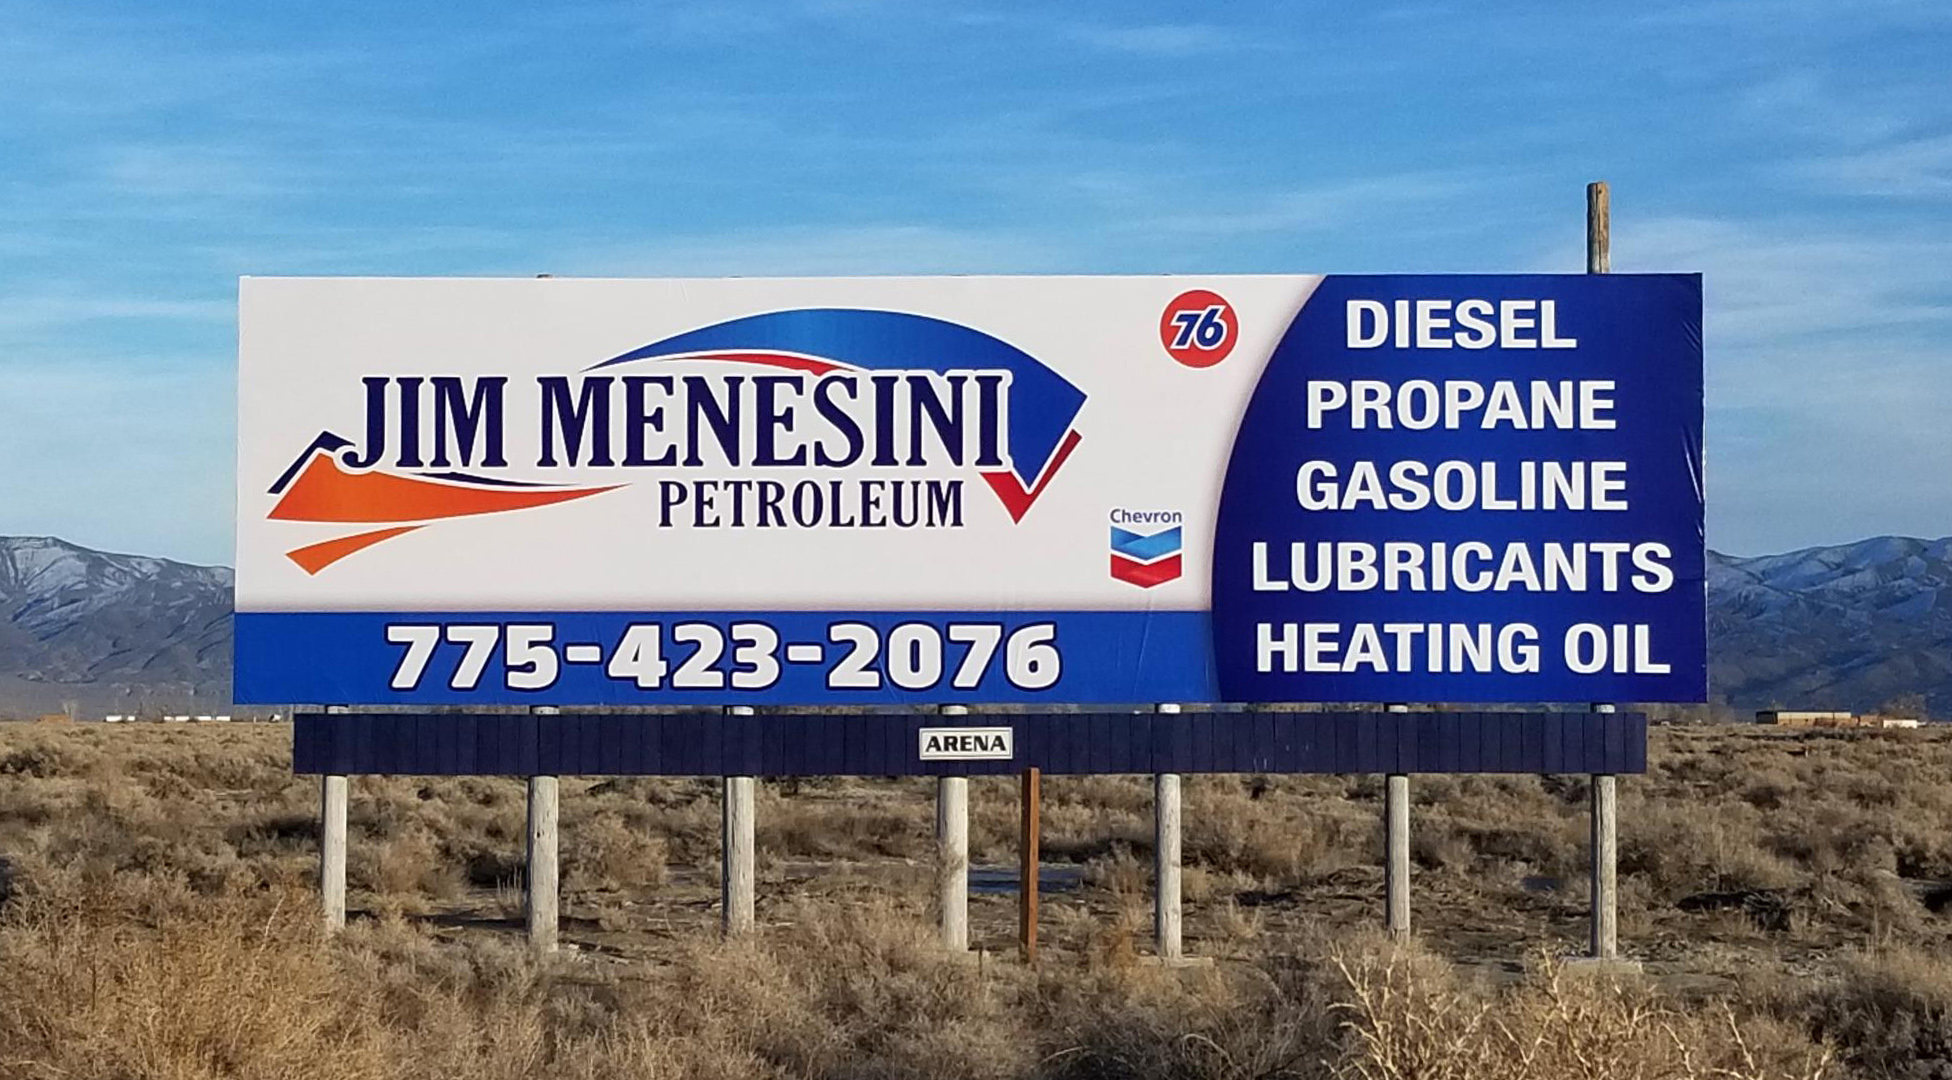 JIM MENESINI
PETROLEUM
76
Chevron
775-423-2076
DIESEL
PROPANE
GASOLINE
LUBRICANTS
HEATING OIL
ARENA